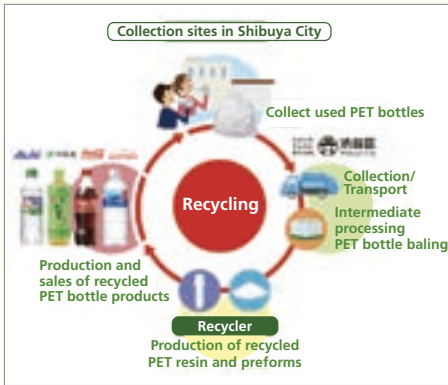 Collection sites in Shibuya City
Collect used PET bottles
Collection/
Transport
Intermediate
processing
PET bottle baling
Recycling
Production and
sales of recycled
PET bottle products
Recycler
Production of recycled
PET resin and preforms